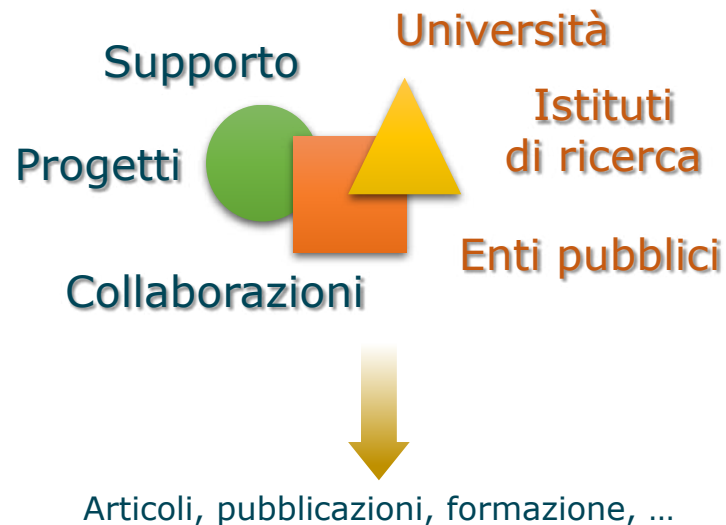 Università
Supporto
Istituti
di ricerca
Progetti
Enti pubblici
Collaborazioni
Articoli, pubblicazioni, formazione, ...